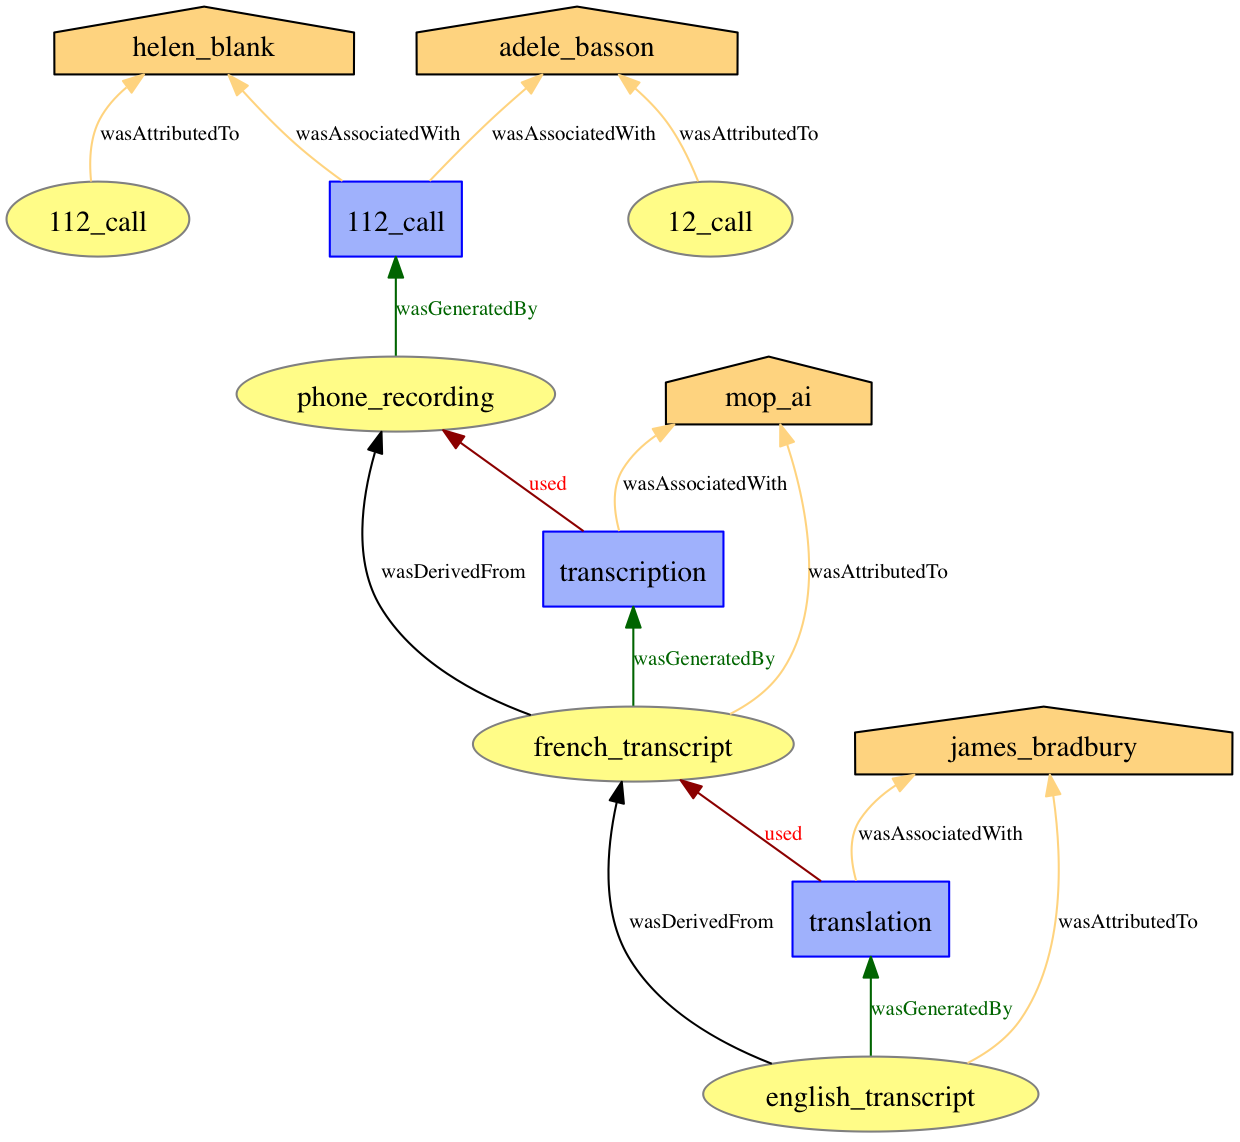 helen_blank
adele_basson
wasAttributedTo
wasAssociatedWith
wasAssociatedWith
wasAttributedTo
112_call
112_call
12_call
wasGeneratedBy
phone_recording
mop_ai
used
wasAssociatedWith
wasDerivedFrom
transcription
wasAttributedTo
wasGeneratedBy
french_transcript
james_bradbury
used
wasAssociatedWith
wasDerivedFrom
translation
wasAttributedTo
wasGeneratedBy
english_transcript